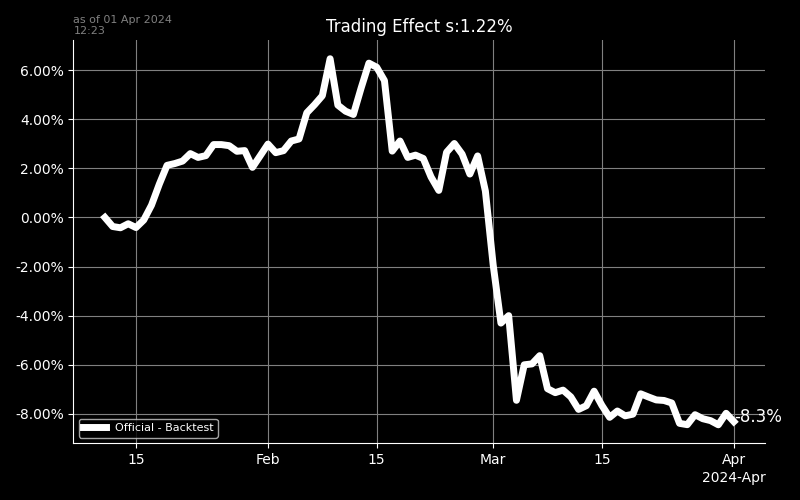 as of 01 Apr 2024
12:23
Trading Effect s:1.22%
6.00%
4.00%
2.00%
0.00%
-2.00%
-4.00%
-6.00%
-8.00%
-8.3%
Official - Backtest
15
Feb
15
Mar
15
Apr
2024-Apr